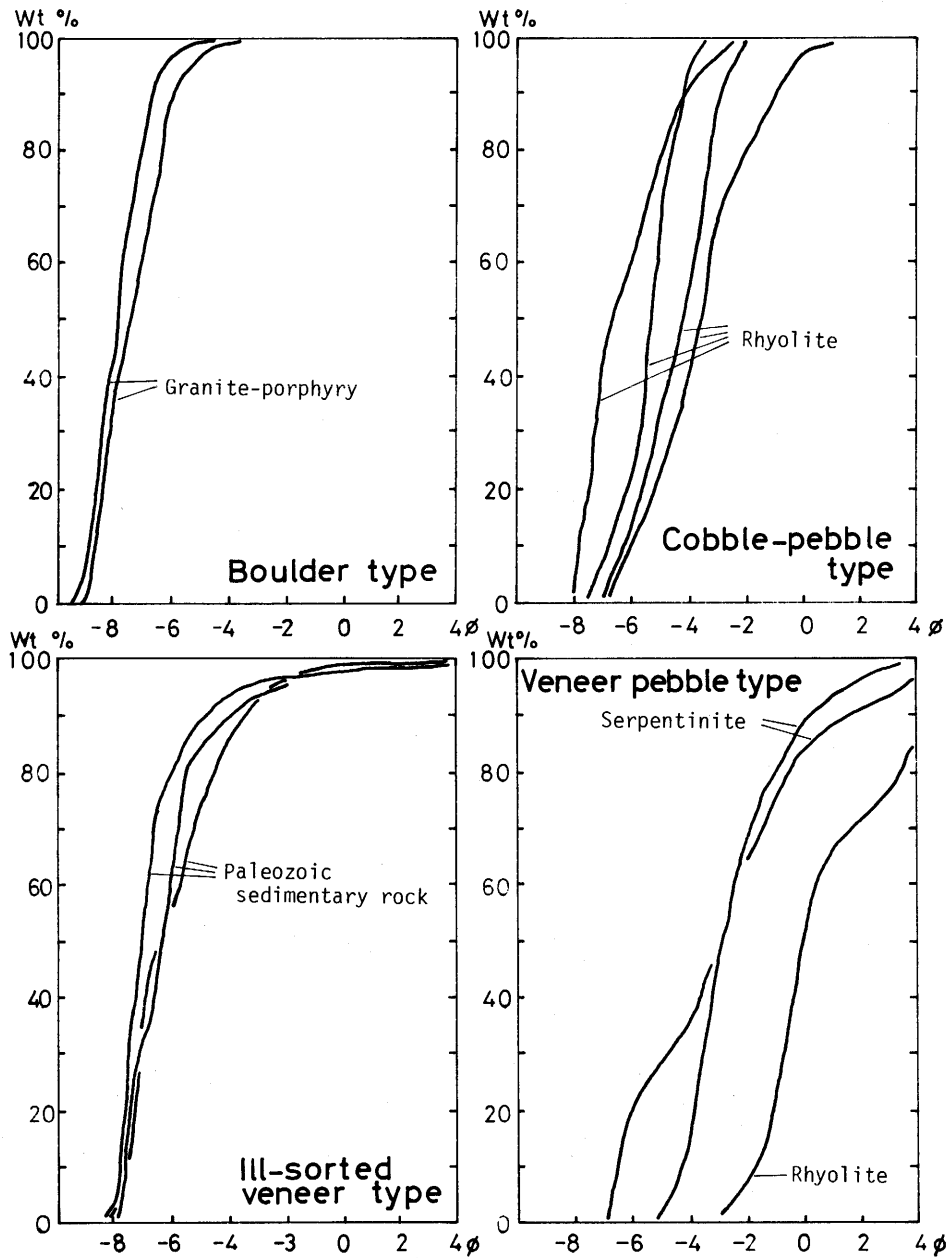 Wt %
100
80
60
40
20
0
Granite-porphyry
Boulder type
-8 -6 -4 -2 0 2 4 ø
Wt %
100
80
60
40
20
0
Rhyolite
Cobble-pebble
type
-8 -6 -4 -2 0 2 4 ø
Wt %
100
80
60
40
20
0
Paleozoic
sedimentary rock
Ill-sorted
veneer type
-8 -6 -4 -2 0 2 4 ø
Wt%
100
80
60
40
20
0
Veneer pebble type
Serpentinite
Rhyolite
-8 -6 -4 -2 0 2 4 ø